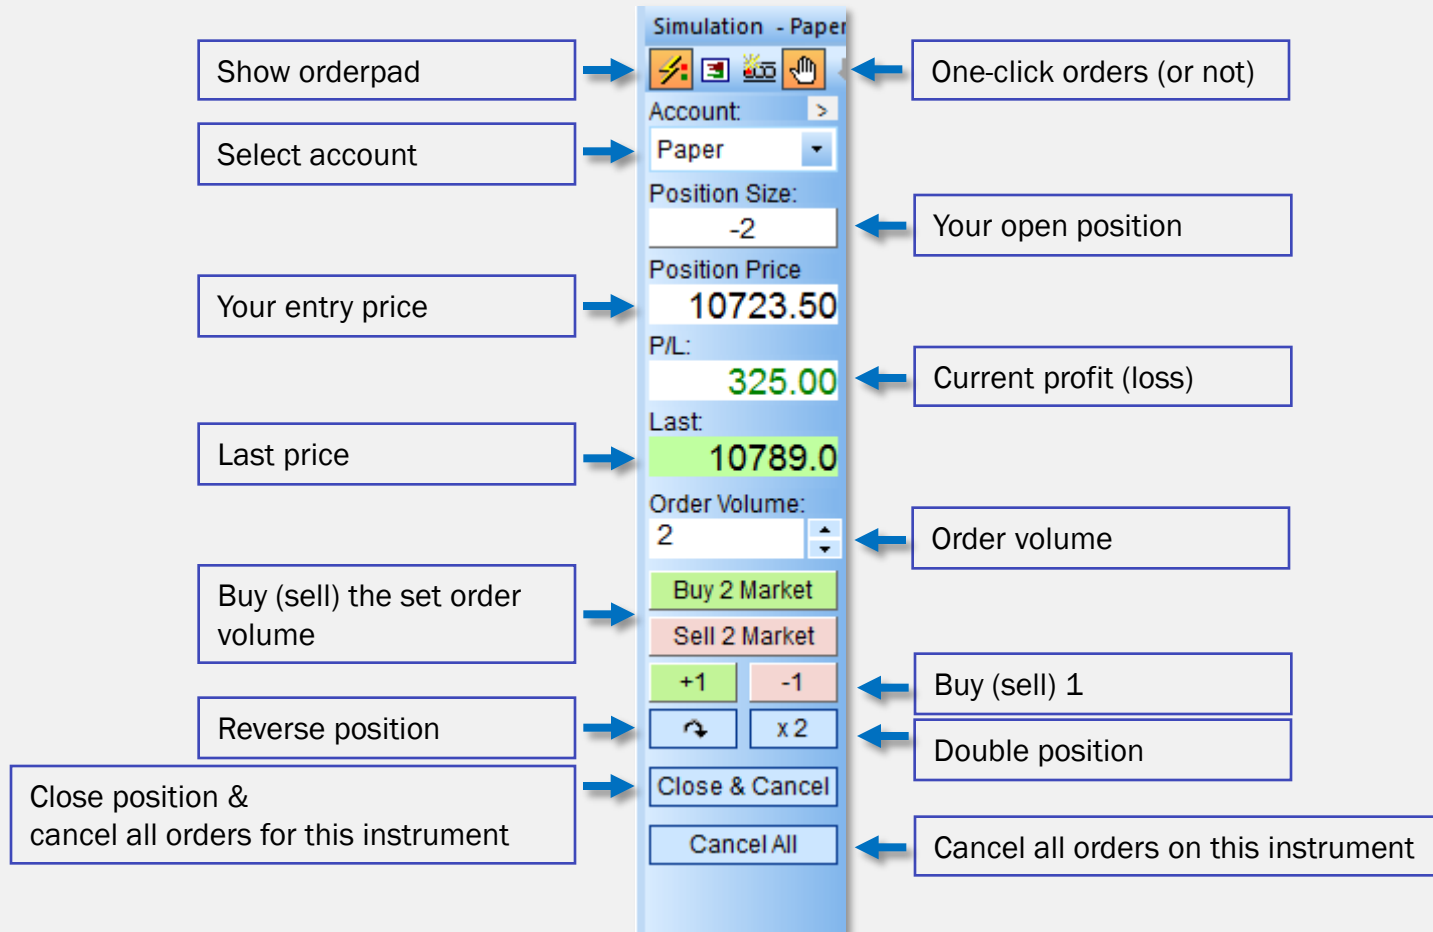 Simulation - Paper
Show orderpad
One-click orders (or not)
Account:
>
Select account
Paper
Position Size:
-2
Your open position
Position Price
Your entry price
10723.50
P/L:
325.00
Current profit (loss)
Last:
Last price
10789.0
Order Volume:
2
Order volume
Buy (sell) the set order
volume
Buy 2 Market
Sell 2 Market
+1
-1
Buy (sell) 1
Reverse position
x 2
Double position
Close position &
cancel all orders for this instrument
Close & Cancel
Cancel All
Cancel all orders on this instrument